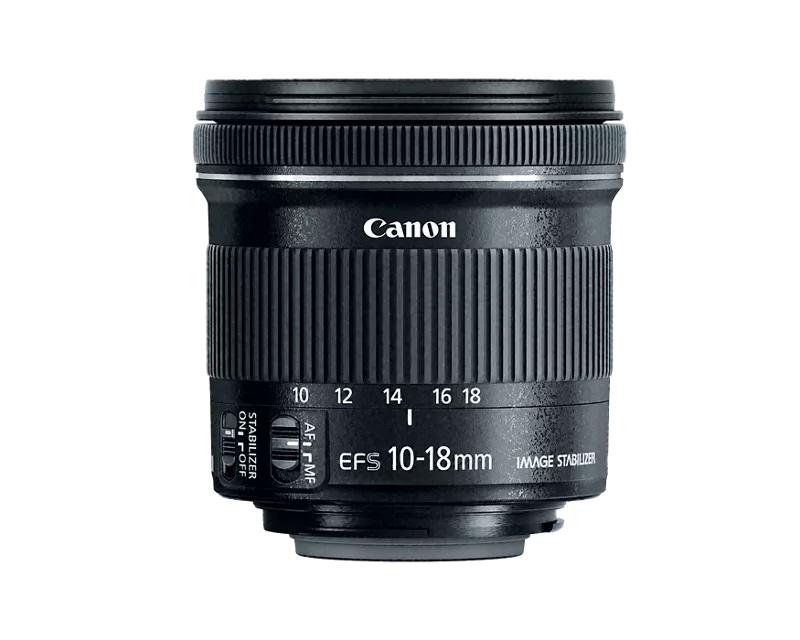 Canon
10 12 14 16 18
STABILIZER
ON OFF
AF MF
EFS 10-18mm
IMAGE STABILIZER